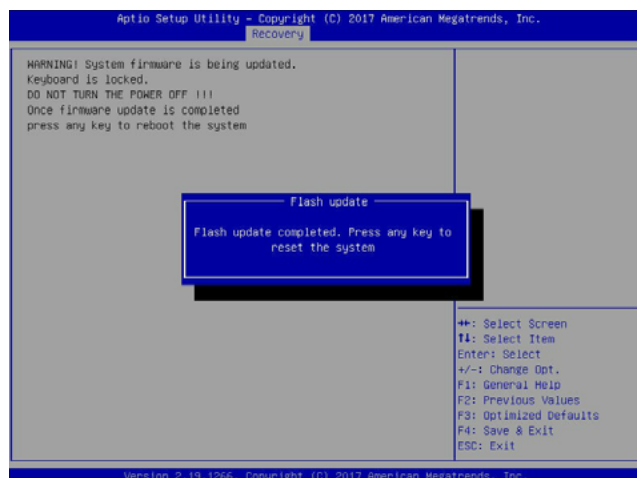 Aptio Setup Utility – Copyright (C) 2017 American Megatrends, Inc.
Recovery
WARNING! System firmware is being updated.
Keyboard is locked.
DO NOT TURN THE POWER OFF !!!
Once firmware update is completed
press any key to reboot the system
Flash update
Flash update completed. Press any key to
reset the system
→←: Select Screen
↑↓: Select Item
Enter: Select
+/-: Change Opt.
F1: General Help
F2: Previous Values
F3: Optimized Defaults
F4: Save & Exit
ESC: Exit
Version 2.19.1266. Copyright (C) 2017 American Megatrends, Inc.